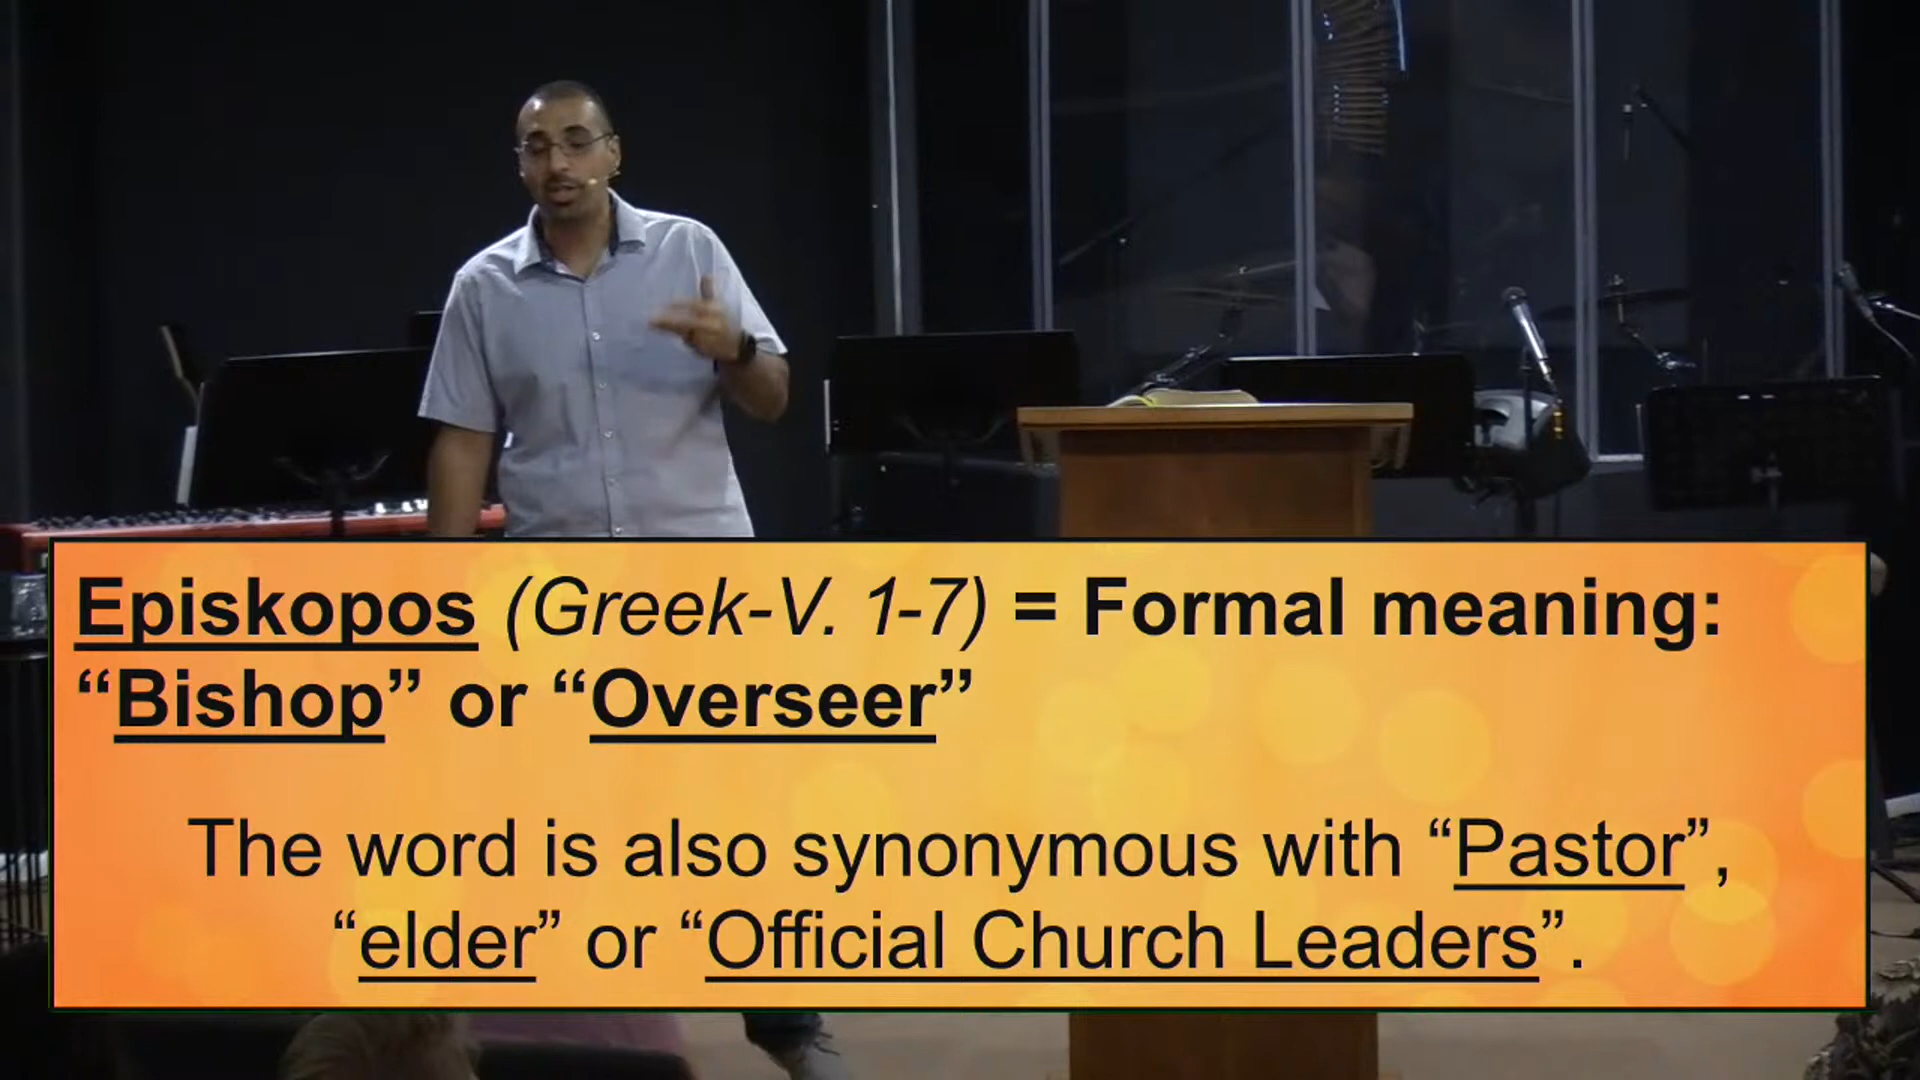 Episkopos (Greek-V. 1-7) = Formal meaning:
“Bishop” or “Overseer”
The word is also synonymous with “Pastor”,
“elder” or “Official Church Leaders”.